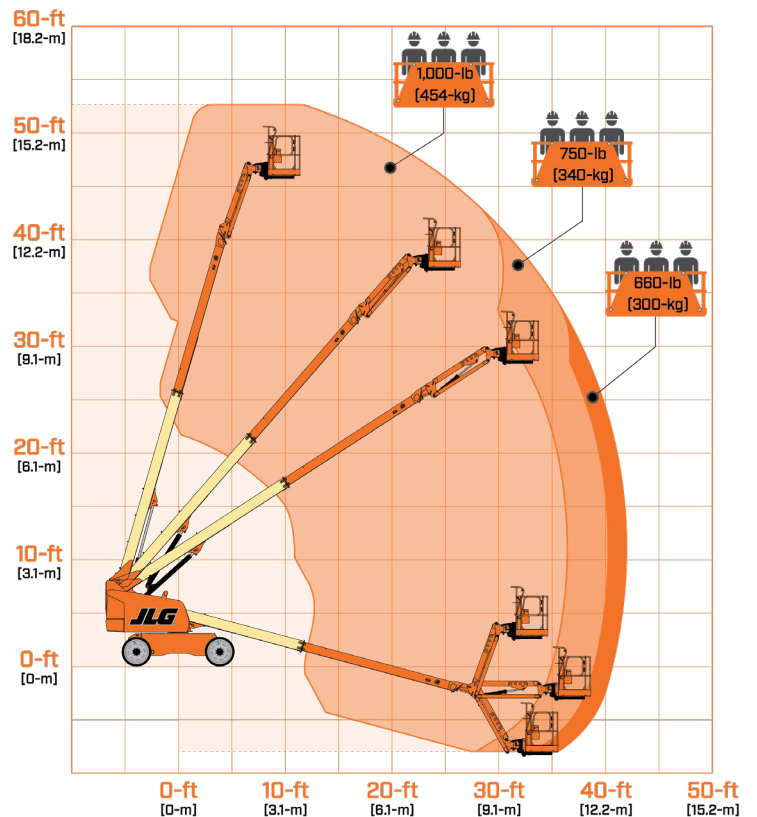 60-ft
[18.2-m]
1,000-lb
(454-kg)
50-ft
[15.2-m]
750-lb
(340-kg)
40-ft
[12.2-m]
660-lb
(300-kg)
30-ft
[9.1-m]
20-ft
[6.1-m]
10-ft
[3.1-m]
JLG
0-ft
[0-m]
0-ft
10-ft
20-ft
30-ft
40-ft
50-ft
[0-m]
[3.1-m]
[6.1-m]
[9.1-m]
[12.2-m]
[15.2-m]